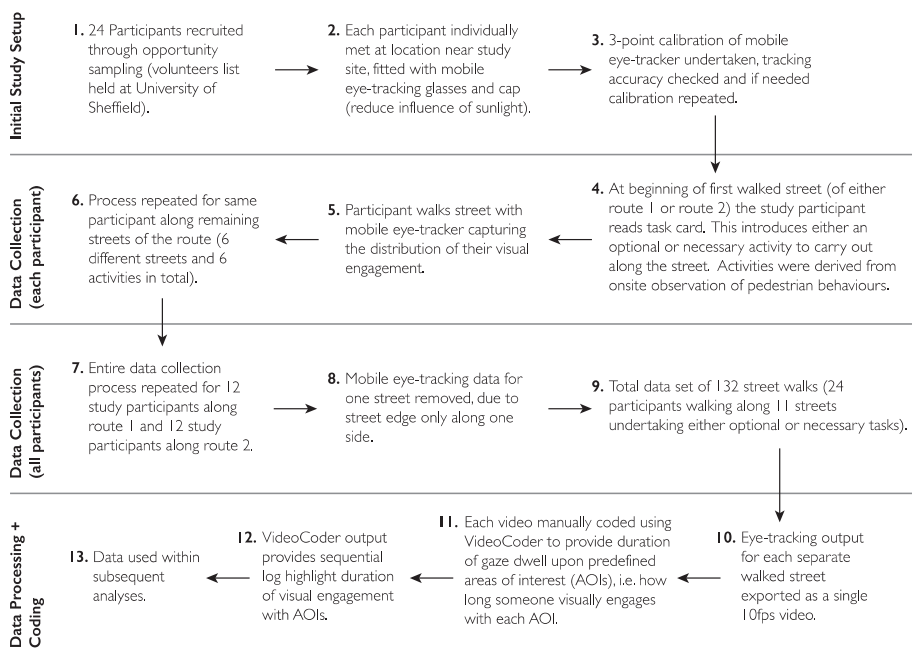 Initial Study Setup
1. 24 Participants recruited
through opportunity
sampling (volunteers list
held at University of
Sheffield).
2. Each participant individually
met at location near study
site, fitted with mobile
eye-tracking glasses and cap
(reduce influence of sunlight).
3. 3-point calibration of mobile
eye-tracker undertaken, tracking
accuracy checked and if needed
calibration repeated.
Data Collection
(each participant)
4. At beginning of first walked street (of either
route 1 or route 2) the study participant
reads task card. This introduces either an
optional or necessary activity to carry out
along the street. Activities were derived from
onsite observation of pedestrian behaviours.
5. Participant walks street with
mobile eye-tracker capturing
the distribution of their visual
engagement.
6. Process repeated for same
participant along remaining
streets of the route (6
different streets and 6
activities in total).
Data Collection
(all participants)
7. Entire data collection
process repeated for 12
study participants along
route 1 and 12 study
participants along route 2.
8. Mobile eye-tracking data for
one street removed, due to
street edge only along one
side.
9. Total data set of 132 street walks (24
participants walking along 11 streets
undertaking either optional or necessary tasks).
Data Processing +
Coding
10. Eye-tracking output
for each separate
walked street
exported as a single
10fps video.
11. Each video manually coded using
VideoCoder to provide duration
of gaze dwell upon predefined
areas of interest (AOIs), i.e. how
long someone visually engages
with each AOI.
12. VideoCoder output
provides sequential
log highlight duration
of visual engagement
with AOIs.
13. Data used within
subsequent
analyses.